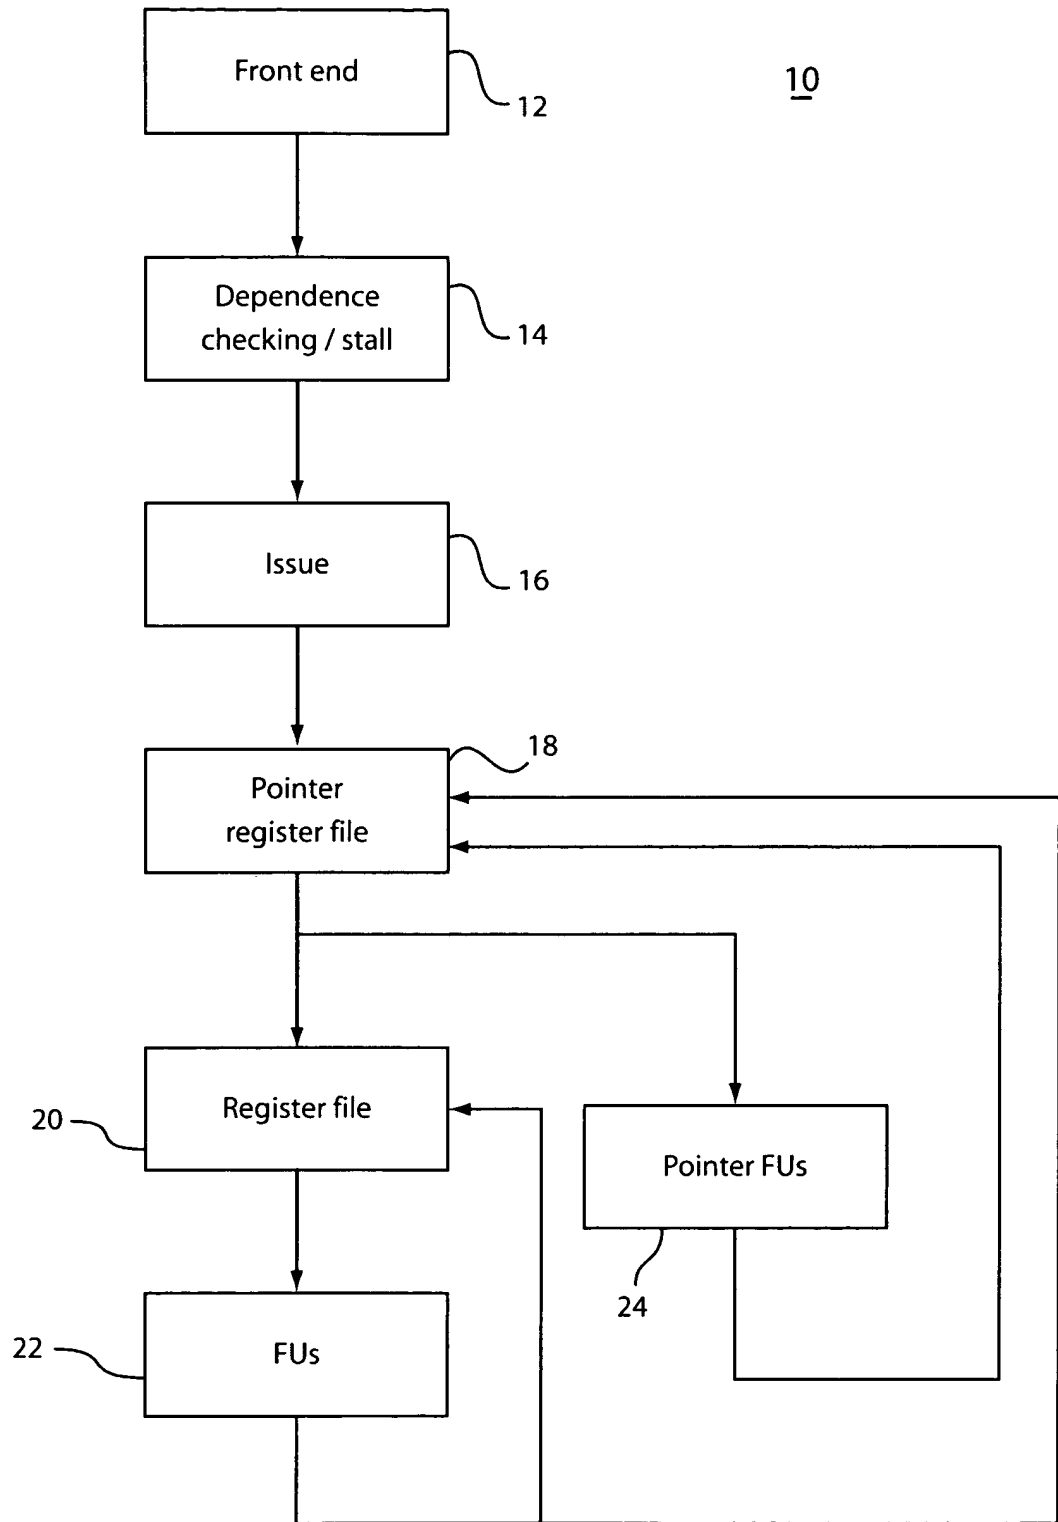 Front end
12
10
Dependence
checking / stall
14
Issue
16
18
Pointer
register file
Register file
20
Pointer FUs
24
FUs
22